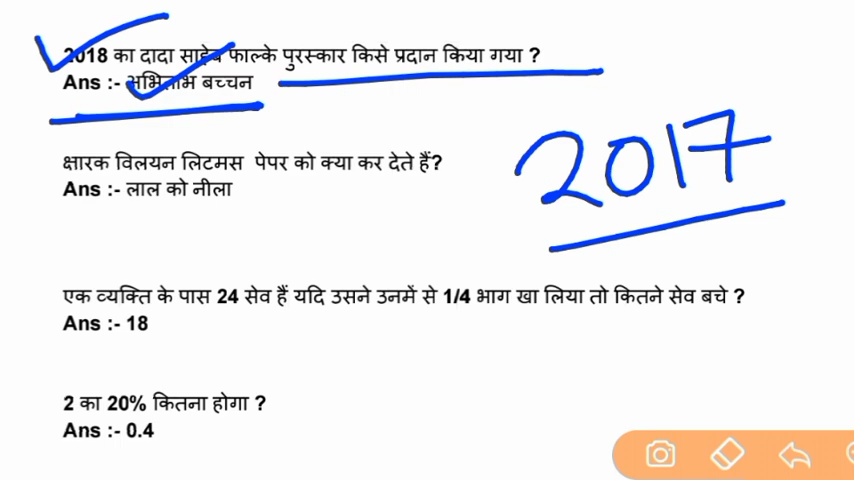 2018 का दादा साहेब फाल्के पुरस्कार किसे प्रदान किया गया ?
Ans :- अभिताभ बच्चन
2017
क्षारक विलयन लिटमस पेपर को क्या कर देते हैं?
Ans :- लाल को नीला
एक व्यक्ति के पास 24 सेव हैं यदि उसने उनमें से 1/4 भाग खा लिया तो कितने सेव बचे ?
Ans :- 18
2 का 20% कितना होगा ?
Ans :- 0.4